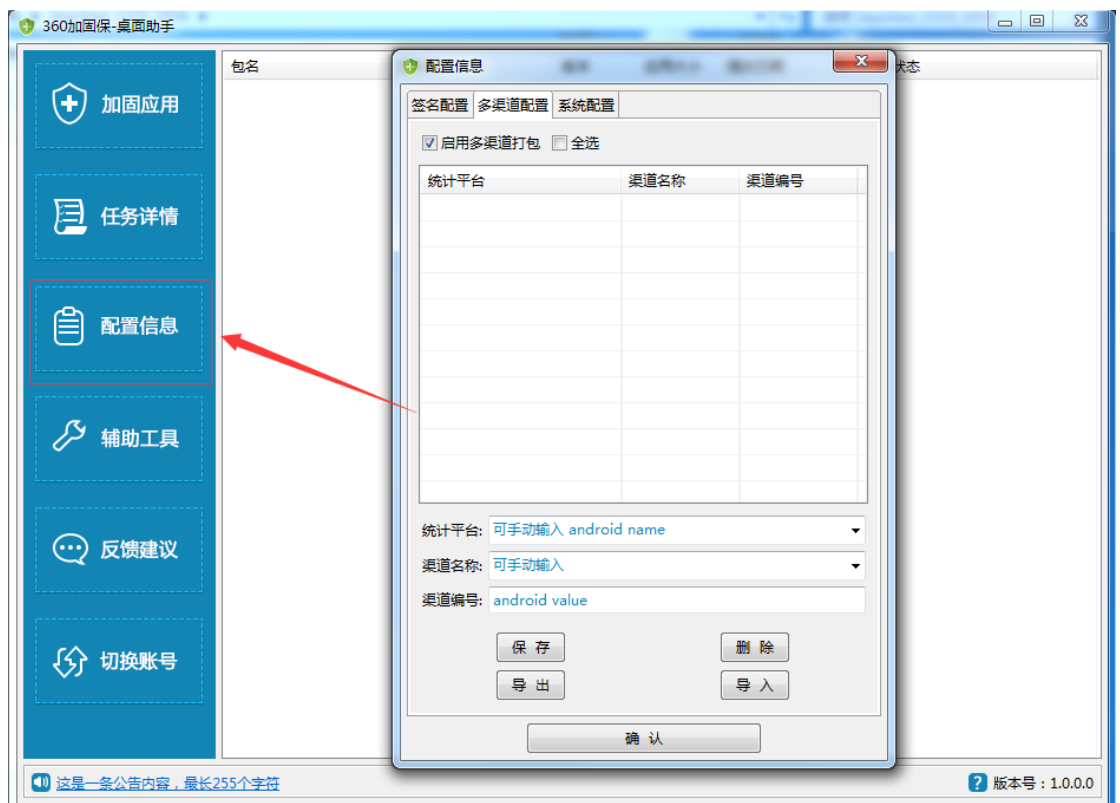 360加固保-桌面助手
加固应用
任务详情
配置信息
辅助工具
反馈建议
切换账号
包名
状态
配置信息
签名配置 多渠道配置 系统配置
启用多渠道打包 全选
统计平台 渠道名称 渠道编号
统计平台: 可手动输入 android name
渠道名称: 可手动输入
渠道编号: android value
保 存 删 除
导 出 导 入
确 认
这是一条公告内容，最长255个字符
版本号：1.0.0.0